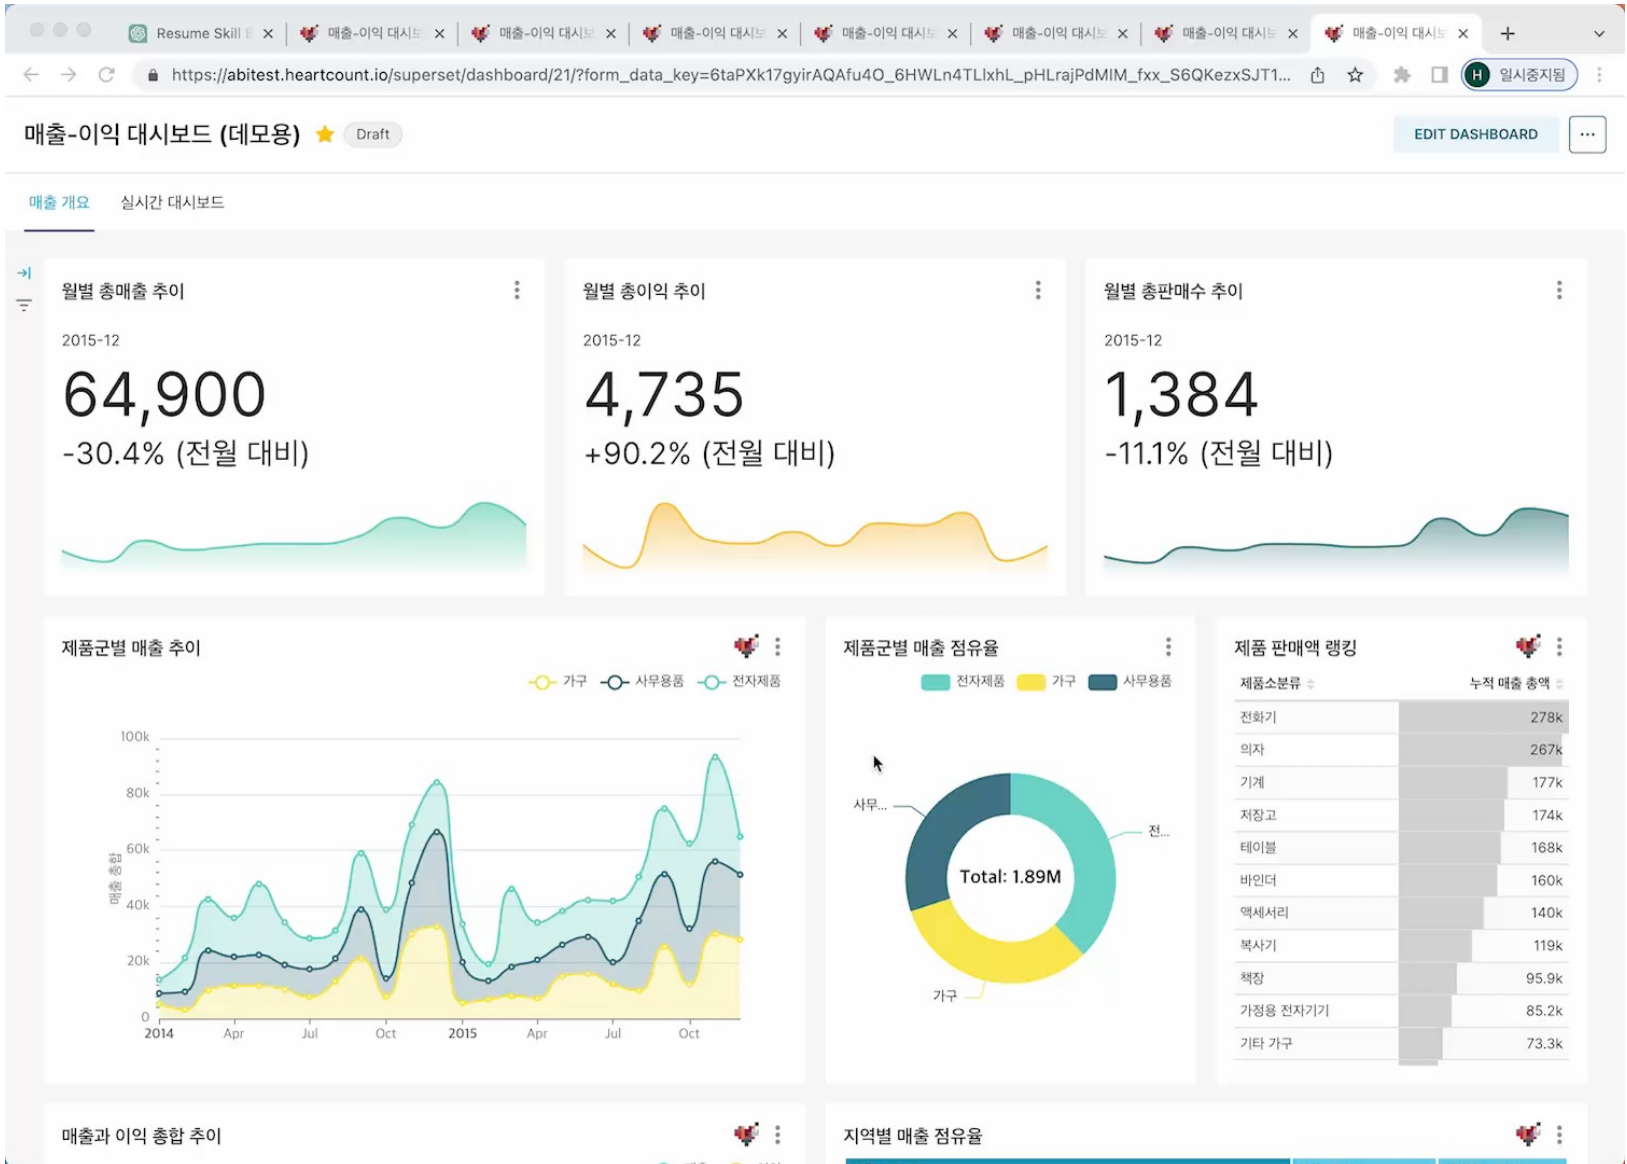 Resume Skill
매출-이익 대시보
매출-이익 대시보
매출-이익 대시보
매출-이익 대시보
매출-이익 대시보
매출-이익 대시보
매출-이익 대시보
https://abitest.heartcount.io/superset/dashboard/21/?form_data_key=6taPXk17gyirAQAfu4O_6HWLn4TLlxhL_pHLrajPdMlM_fxx_S6QKezxSJT1...
H 일시중지됨
매출-이익 대시보드 (데모용)
Draft
EDIT DASHBOARD
매출 개요
실시간 대시보드
월별 총매출 추이
2015-12
64,900
-30.4% (전월 대비)
월별 총이익 추이
2015-12
4,735
+90.2% (전월 대비)
월별 총판매수 추이
2015-12
1,384
-11.1% (전월 대비)
제품군별 매출 추이
가구 사무용품 전자제품
매출 총합
100k
80k
60k
40k
20k
0
2014 Apr Jul Oct 2015 Apr Jul Oct
제품군별 매출 점유율
전자제품 가구 사무용품
사무...
전...
Total: 1.89M
가구
제품 판매액 랭킹
제품소분류 누적 매출 총액
전화기 278k
의자 267k
기계 177k
저장고 174k
테이블 168k
바인더 160k
액세서리 140k
복사기 119k
책장 95.9k
가정용 전자기기 85.2k
기타 가구 73.3k
매출과 이익 총합 추이
지역별 매출 점유율